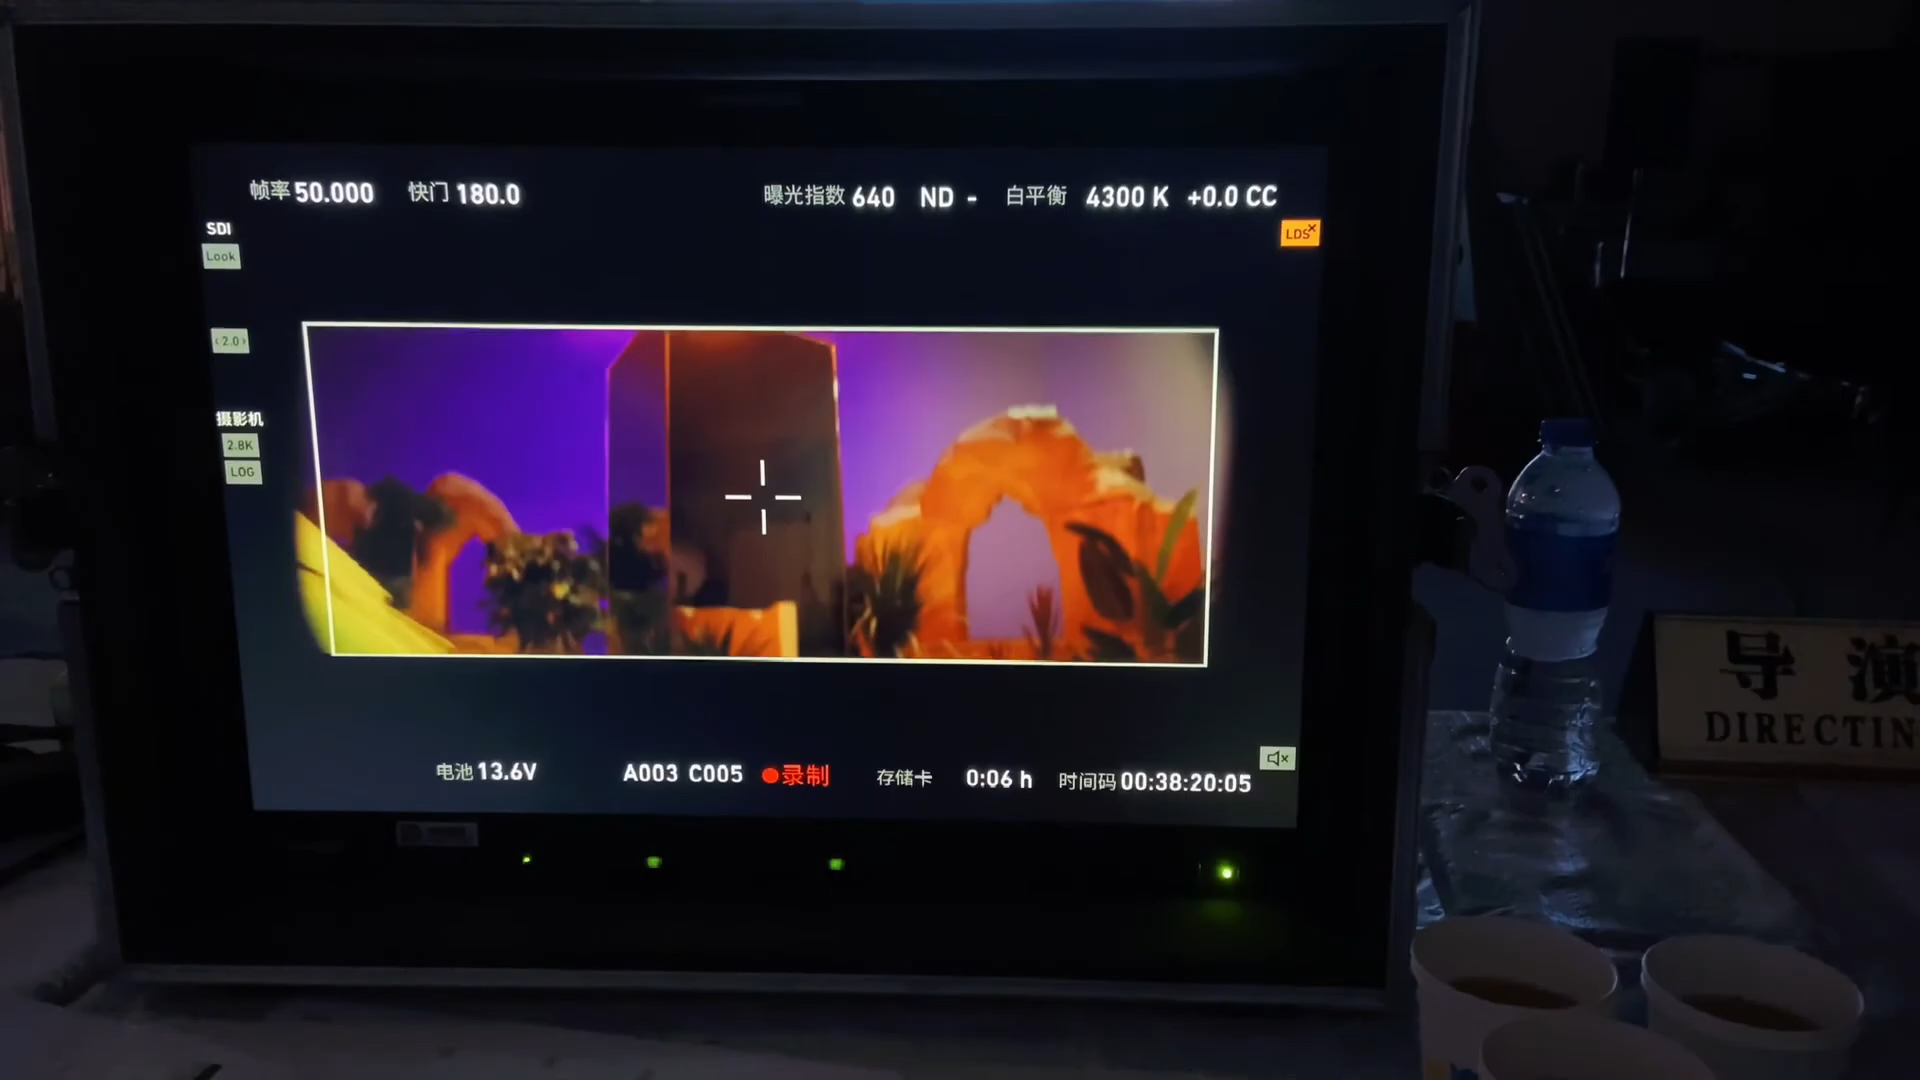 帧率 50.000 快门 180.0 曝光指数 640 ND - 白平衡 4300 K +0.0 CC
SDI
Look
LDS
‹2.0›
摄影机
2.8K
LOG
电池 13.6V A003 C005 录制 存储卡 0:06 h 时间码 00:38:20:05
导演
DIRECTIN